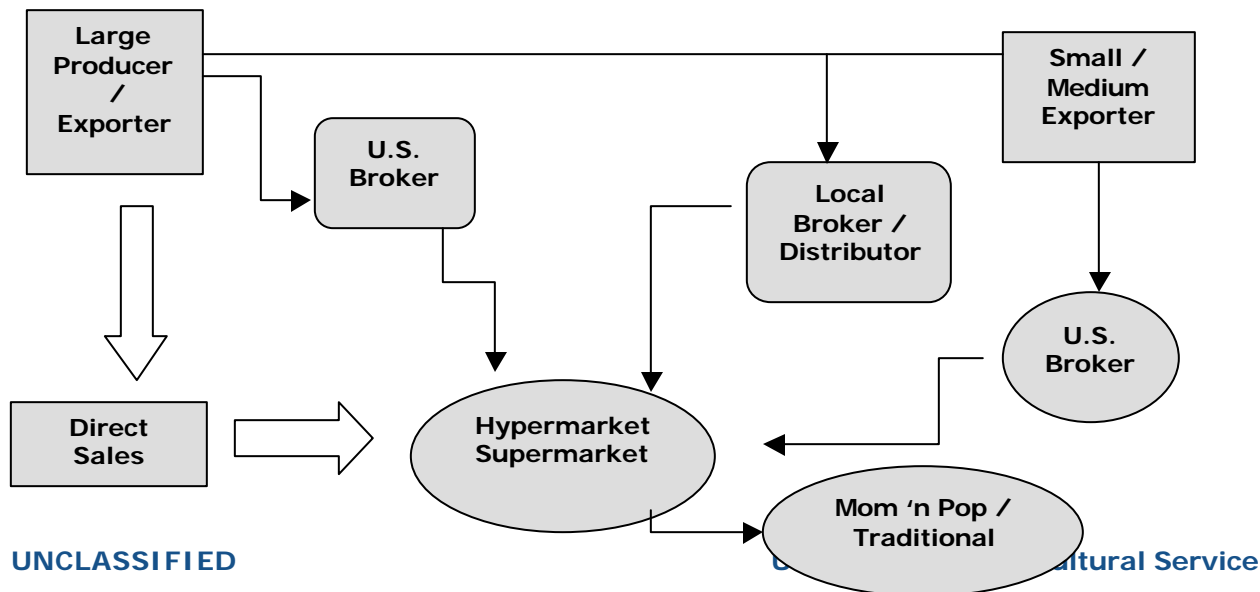 Large
Producer
/
Exporter
Small /
Medium
Exporter
U.S.
Broker
Local
Broker /
Distributor
U.S.
Broker
Direct
Sales
Hypermarket
Supermarket
Mom ‘n Pop /
Traditional
UNCLASSIFIED
Service